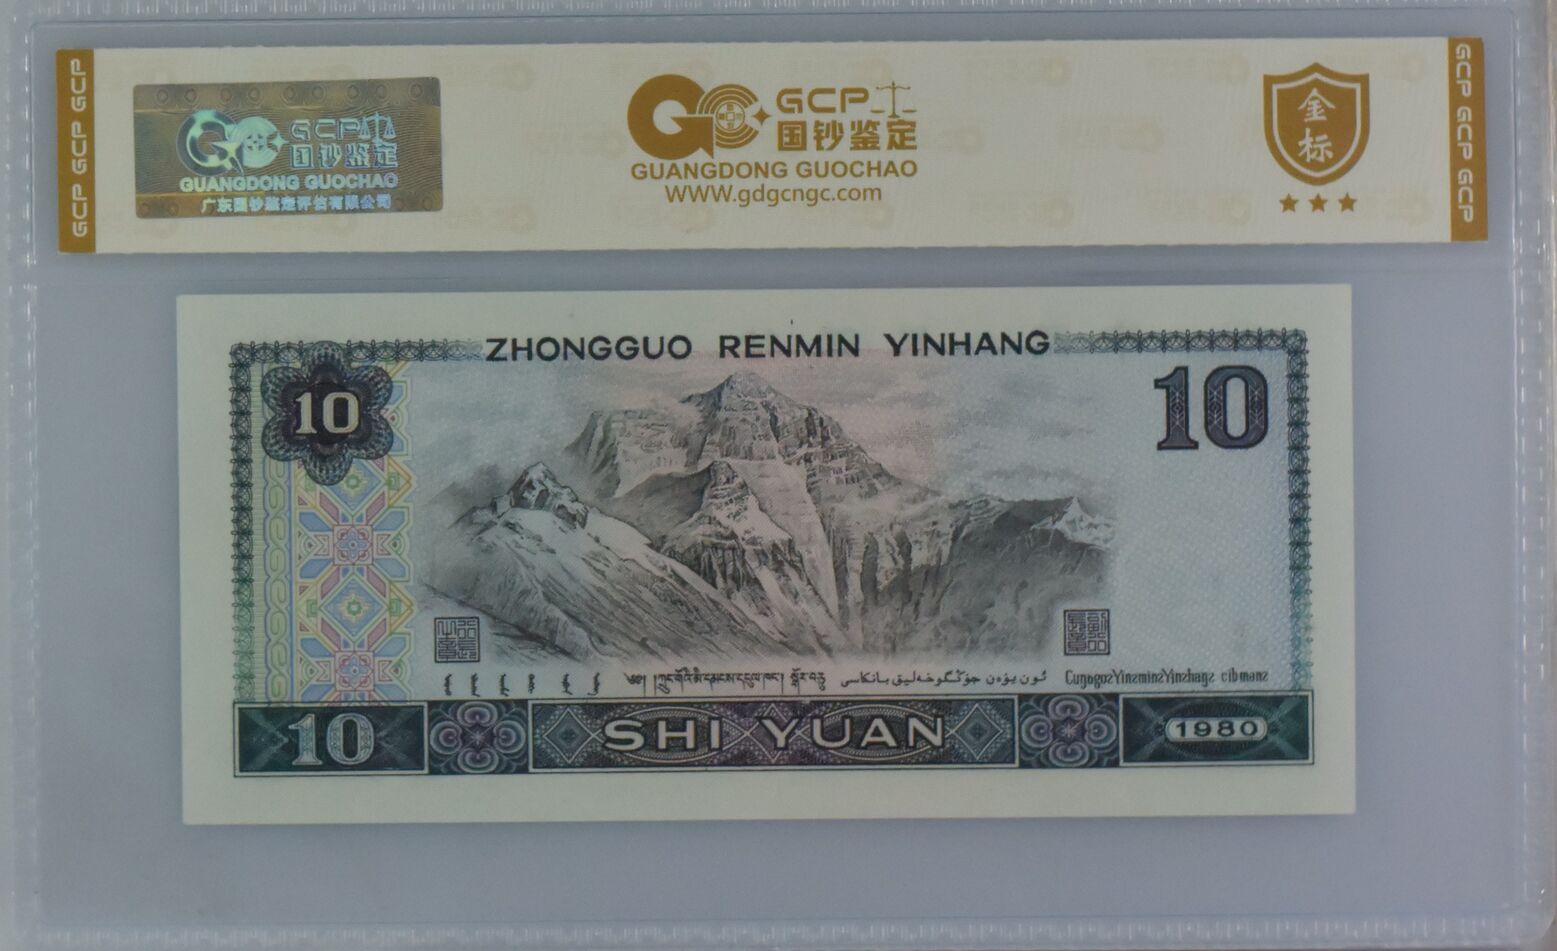 GCP GCP GCP
GCP 国钞鉴定
GUANGDONG GUOCHAO
广东国钞鉴定评估有限公司
GCP
国钞鉴定
GUANGDONG GUOCHAO
WWW.gdgcngc.com
金标
GCP GCP GCP
ZHONGGUO RENMIN YINHANG
10
10
10
SHI YUAN
1980